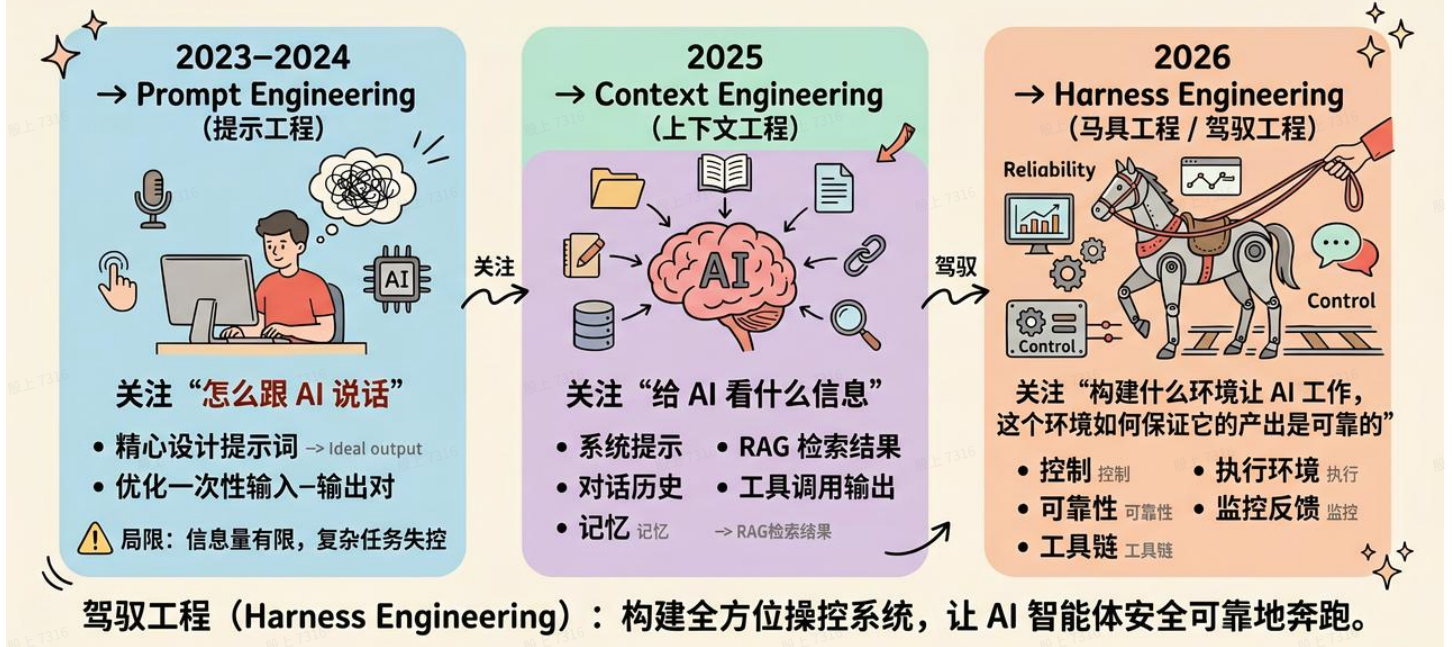 2023–2024
→ Prompt Engineering
(提示工程)
AI
关注“怎么跟 AI 说话”
• 精心设计提示词 –> Ideal output
• 优化一次性输入–输出对
局限：信息量有限，复杂任务失控
关注
2025
→ Context Engineering
(上下文工程)
AI
关注“给 AI 看什么信息”
• 系统提示
• RAG 检索结果
• 对话历史
• 工具调用输出
• 记忆 记忆
–> RAG检索结果
驾驭
2026
→ Harness Engineering
(马具工程 / 驾驭工程)
Reliability
Control
Control
关注“构建什么环境让 AI 工作，
这个环境如何保证它的产出是可靠的”
• 控制 控制
• 执行环境 执行
• 可靠性 可靠性
• 监控反馈 监控
• 工具链 工具链
驾驭工程（Harness Engineering）：构建全方位操控系统，让 AI 智能体安全可靠地奔跑。